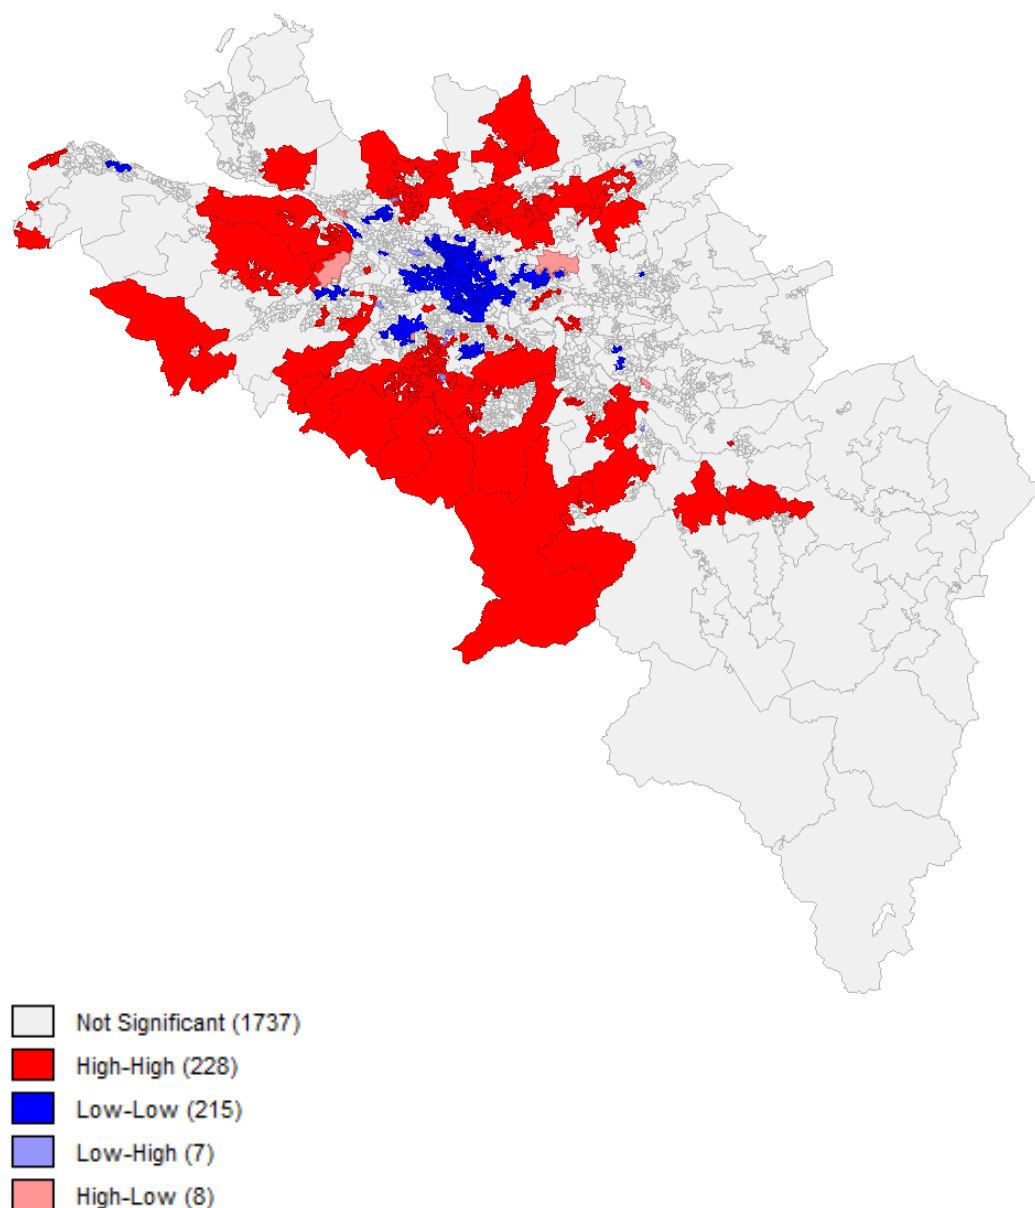 Not Significant (1737)
High-High (228)
Low-Low (215)
Low-High (7)
High-Low (8)